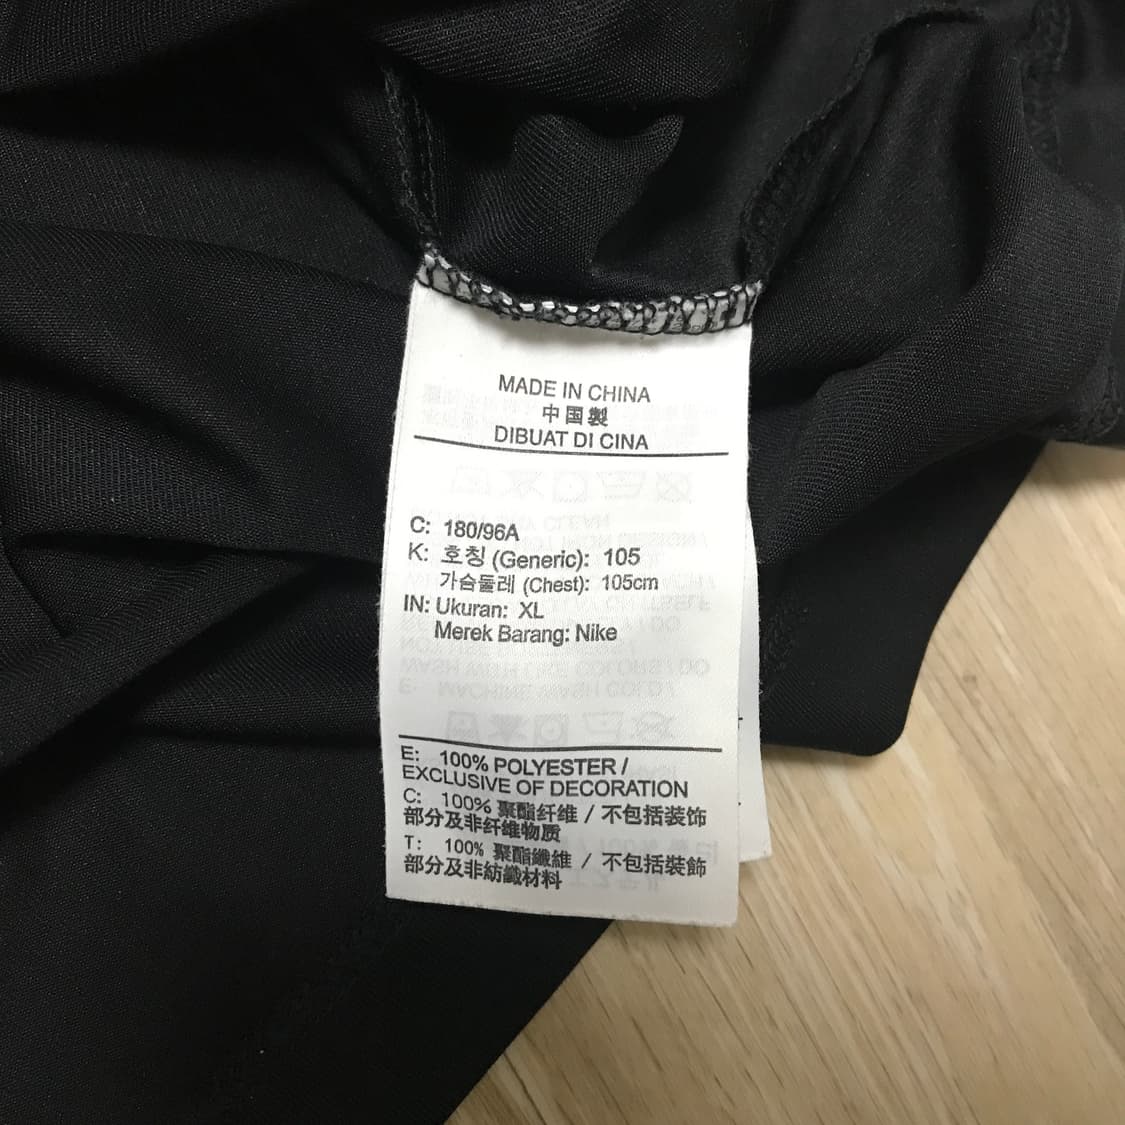 MADE IN CHINA
中国製
DIBUAT DI CINA
C: 180/96A
K: 호칭 (Generic): 105
가슴둘레 (Chest): 105cm
IN: Ukuran: XL
Merek Barang: Nike
E: 100% POLYESTER /
EXCLUSIVE OF DECORATION
C: 100% 聚酯纤维 / 不包括装饰
部分及非纤维物质
T: 100% 聚酯纖維 / 不包括裝飾
部分及非紡織材料